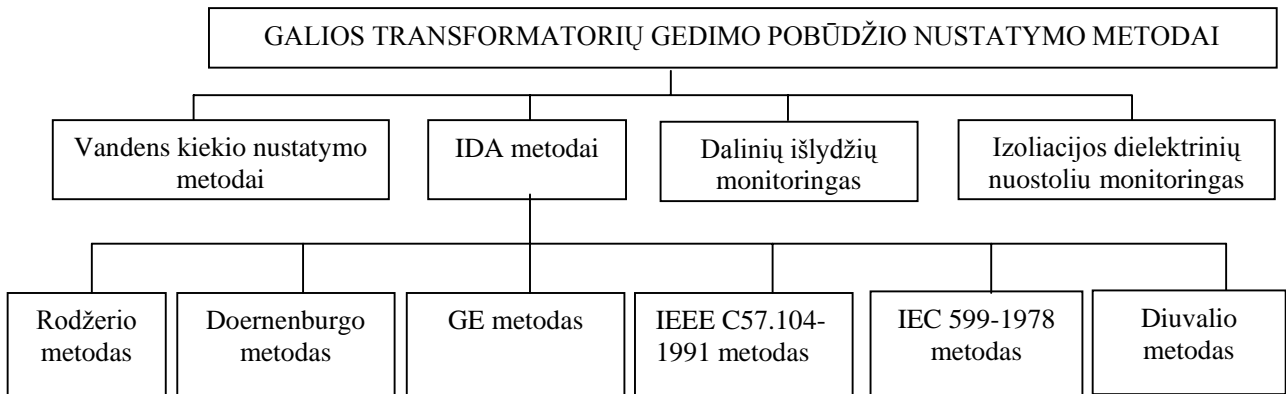 GALIOS TRANSFORMATORIŲ GEDIMO POBŪDŽIO NUSTATYMO METODAI
Vandens kiekio nustatymo
metodai
IDA metodai
Dalinių išlydžių
monitoringas
Izoliacijos dielektrinių
nuostoliu monitoringas
Rodžerio
metodas
Doernenburgo
metodas
GE metodas
IEEE C57.104-
1991 metodas
IEC 599-1978
metodas
Diuvalio
metodas